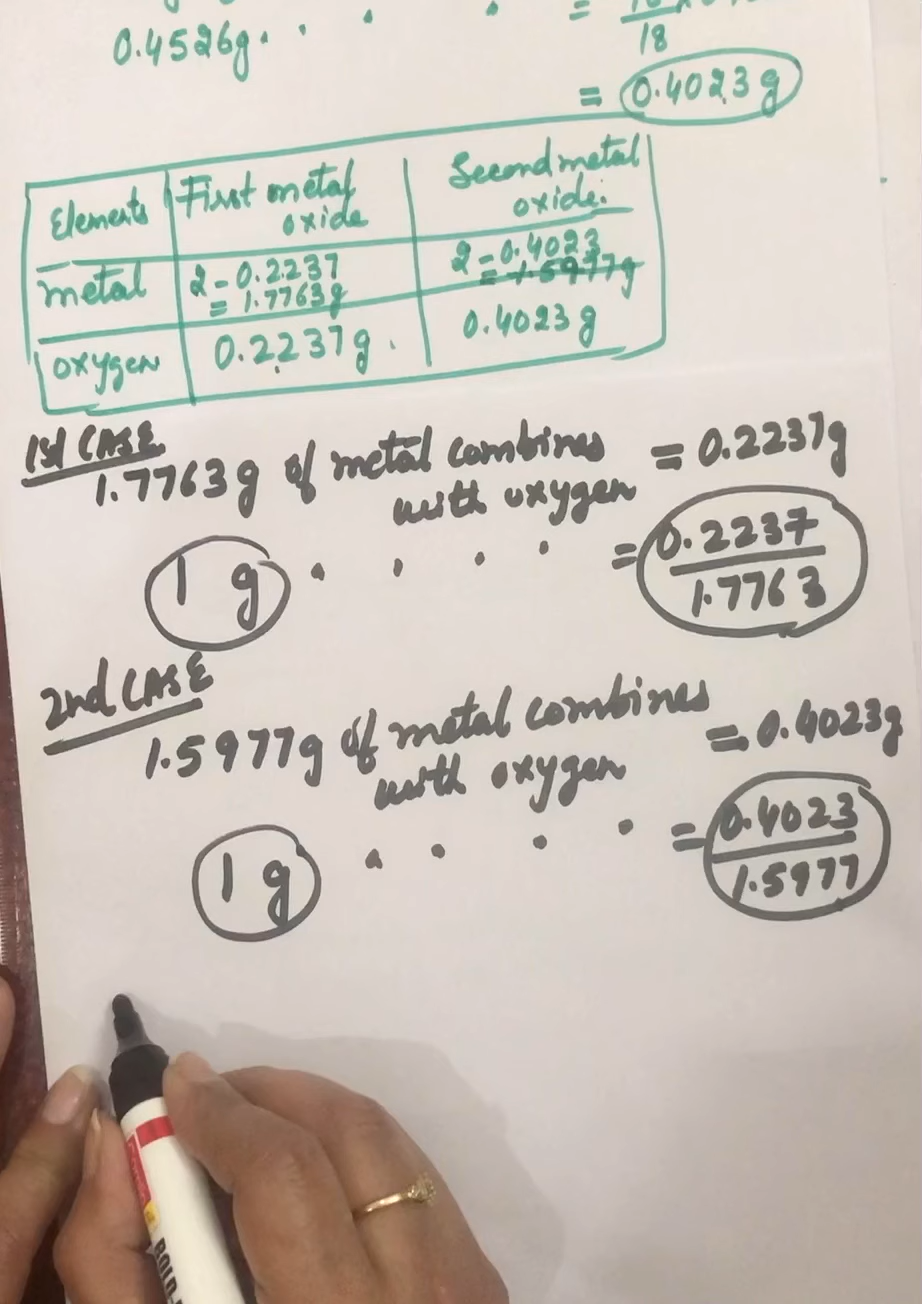 =
18
0.4526g
= 0.4023g
Elements First metal oxide Second metal oxide.
metal 2 - 0.2237 = 1.7763g 2 - 0.4023 = 1.5977g
oxygen 0.2237g. 0.4023g
1st CASE
1.7763g of metal combines with oxygen = 0.2237g
1 g = 0.2237 / 1.7763
2nd CASE
1.5977g of metal combines with oxygen = 0.4023g
1 g = 0.4023 / 1.5977